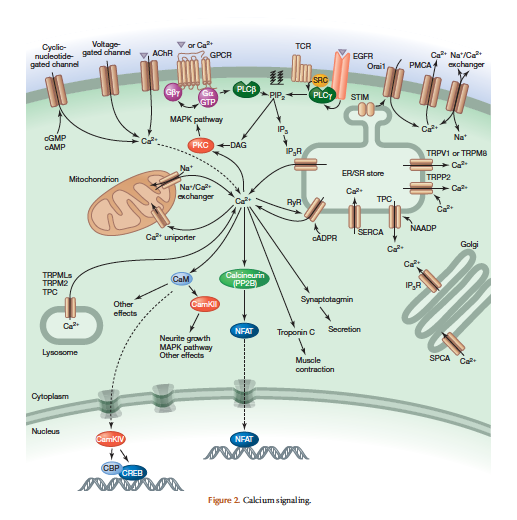 Cyclic-
nucleotide-
gated channel
Voltage-
gated channel
AChR
or Ca²⁺
GPCR
TCR
EGFR
Orai1
PMCA
Ca²⁺
Na⁺/Ca²⁺
exchanger
Gβγ
Gα
GTP
PLCβ
PIP₂
SRC
PLCγ
STIM
cGMP
cAMP
Ca²⁺
MAPK pathway
PKC
DAG
IP₃
IP₃R
Ca²⁺
Na⁺
ER/SR store
TRPV1 or TRPM8
Ca²⁺
TRPP2
Ca²⁺
Ca²⁺
Mitochondrion
Na⁺
Na⁺/Ca²⁺
exchanger
Ca²⁺ uniporter
Ca²⁺
RyR
cADPR
Ca²⁺
SERCA
TPC
NAADP
Ca²⁺
Golgi
Ca²⁺
IP₃R
SPCA
Ca²⁺
TRPMLs
TRPM2
TPC
Ca²⁺
Lysosome
Other
effects
CaM
CamKII
Neurite growth
MAPK pathway
Other effects
Calcineurin
(PP2B)
NFAT
Synaptotagmin
Secretion
Troponin C
Muscle
contraction
Cytoplasm
Nucleus
CamKIV
CBP
CREB
NFAT
Figure 2. Calcium signaling.